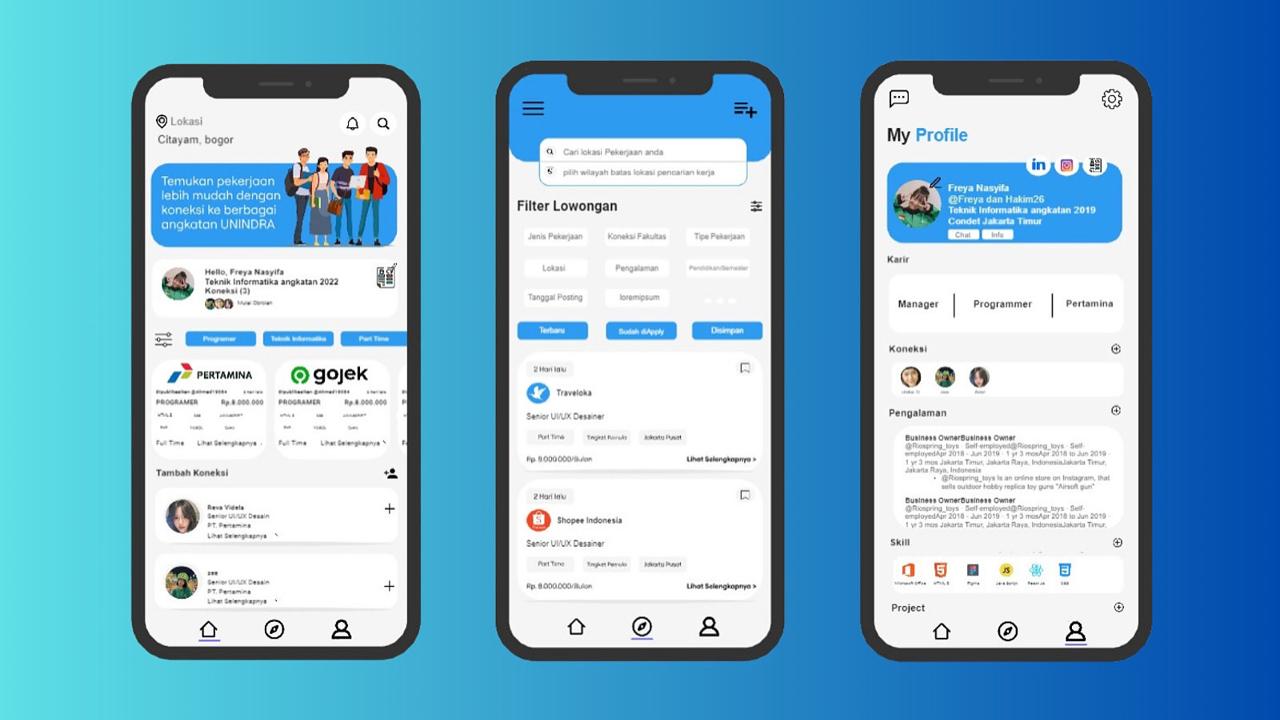 Lokasi
Citayam, bogor
Temukan pekerjaan
lebih mudah dengan
koneksi ke berbagai
angkatan UNINDRA
Hello, Freya Nasyifa
Teknik Informatika angkatan 2022
Koneksi (3)
Mulai Obrolan
Programer
Teknik Informatika
Part Time
PERTAMINA
gojek
PROGRAMER Rp.8.000.000
PROGRAMER Rp.8.000.000
Full Time Lihat Selengkapnya
Full Time Lihat Selengkapnya
Tambah Koneksi
Reva Videla
Senior UI/UX Desain
PT. Pertamina
Lihat Selengkapnya
zee
Senior UI/UX Desain
PT. Pertamina
Lihat Selengkapnya
Cari lokasi Pekerjaan anda
pilih wilayah batas lokasi pencarian kerja
Filter Lowongan
Jenis Pekerjaan Koneksi Fakultas Tipe Pekerjaan
Lokasi Pengalaman Pendidikan/Semester
Tanggal Posting loremipsum
Terbaru Sudah diApply Disimpan
2 Hari lalu
Traveloka
Senior UI/UX Desainer
Part Time Tingkat Pemula Jakarta Pusat
Rp. 8.000.000/Bulan Lihat Selengkapnya >
2 Hari lalu
Shopee Indonesia
Senior UI/UX Desainer
Part Time Tingkat Pemula Jakarta Pusat
Rp. 8.000.000/Bulan Lihat Selengkapnya >
My Profile
in
Freya Nasyifa
@Freya dan Hakim26
Teknik Informatika angkatan 2019
Condet Jakarta Timur
Chat Info
Karir
Manager Programmer Pertamina
Koneksi
Pengalaman
Business OwnerBusiness Owner
@Riospring_toys · Self-employed@Riospring_toys · Self-
employedApr 2018 - Jun 2019 · 1 yr 3 mosApr 2018 to Jun 2019 ·
1 yr 3 mos Jakarta Timur, Jakarta Raya, IndonesiaJakarta Timur,
Jakarta Raya, Indonesia
• @Riospring_toys Is an online store on Instagram, that
sells outdoor hobby replica toy guns "Airsoft gun"
Business OwnerBusiness Owner
@Riospring_toys · Self-employed@Riospring_toys · Self-
employedApr 2018 - Jun 2019 · 1 yr 3 mosApr 2018 to Jun 2019 ·
1 yr 3 mos Jakarta Timur, Jakarta Raya, IndonesiaJakarta Timur,
Skill
Microsoft Office HTML 5 Figma Java Script React Js CSS
Project